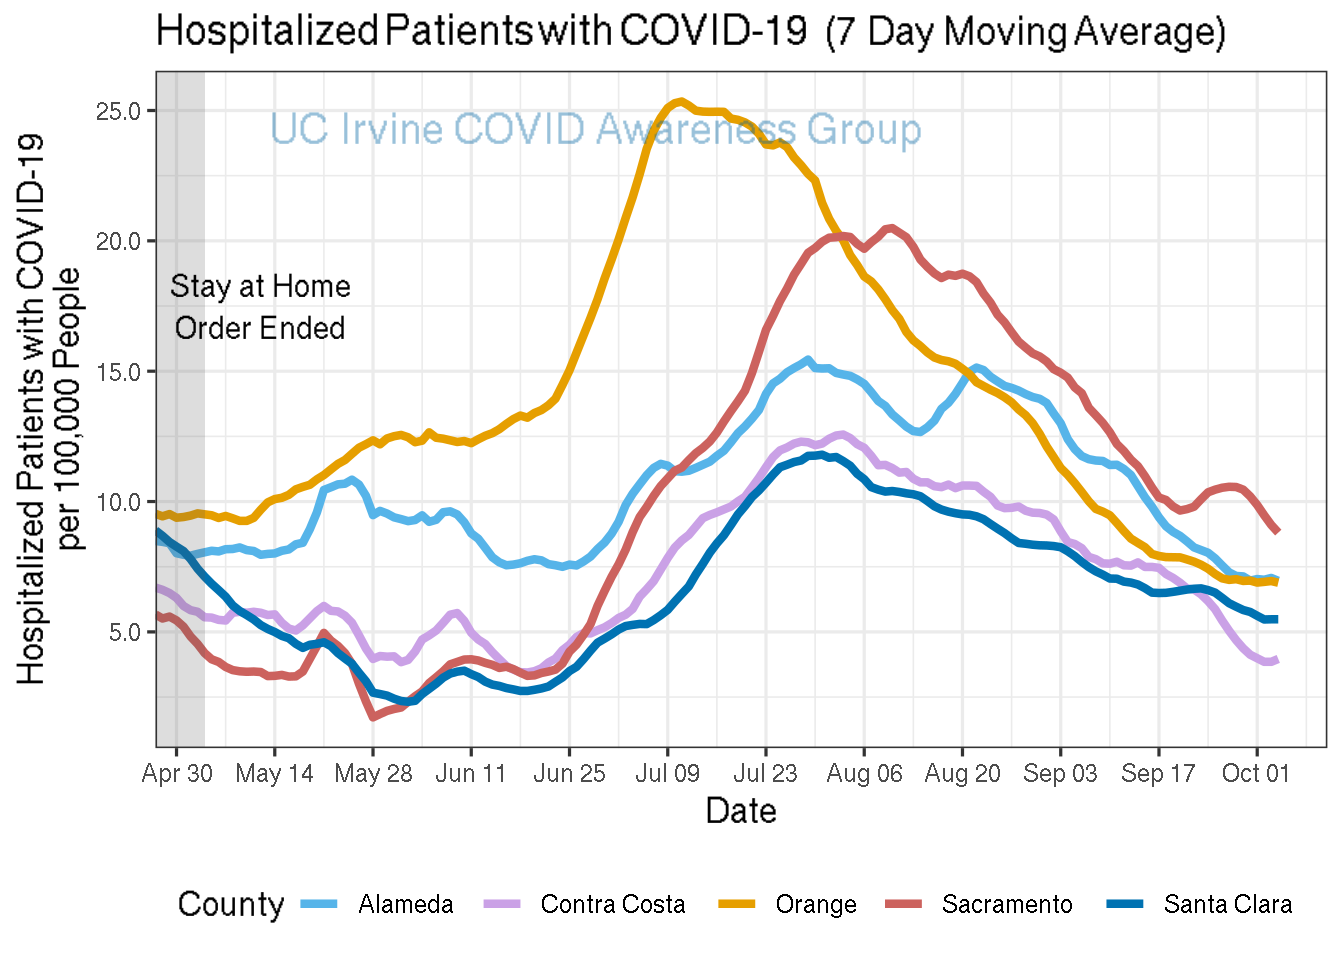 Hospitalized Patients with COVID-19 (7 Day Moving Average)
Hospitalized Patients with COVID-19
per 100,000 People
25.0
20.0
15.0
10.0
5.0
UC Irvine COVID Awareness Group
Stay at Home
Order Ended
Apr 30 May 14 May 28 Jun 11 Jun 25 Jul 09 Jul 23 Aug 06 Aug 20 Sep 03 Sep 17 Oct 01
Date
County Alameda Contra Costa Orange Sacramento Santa Clara